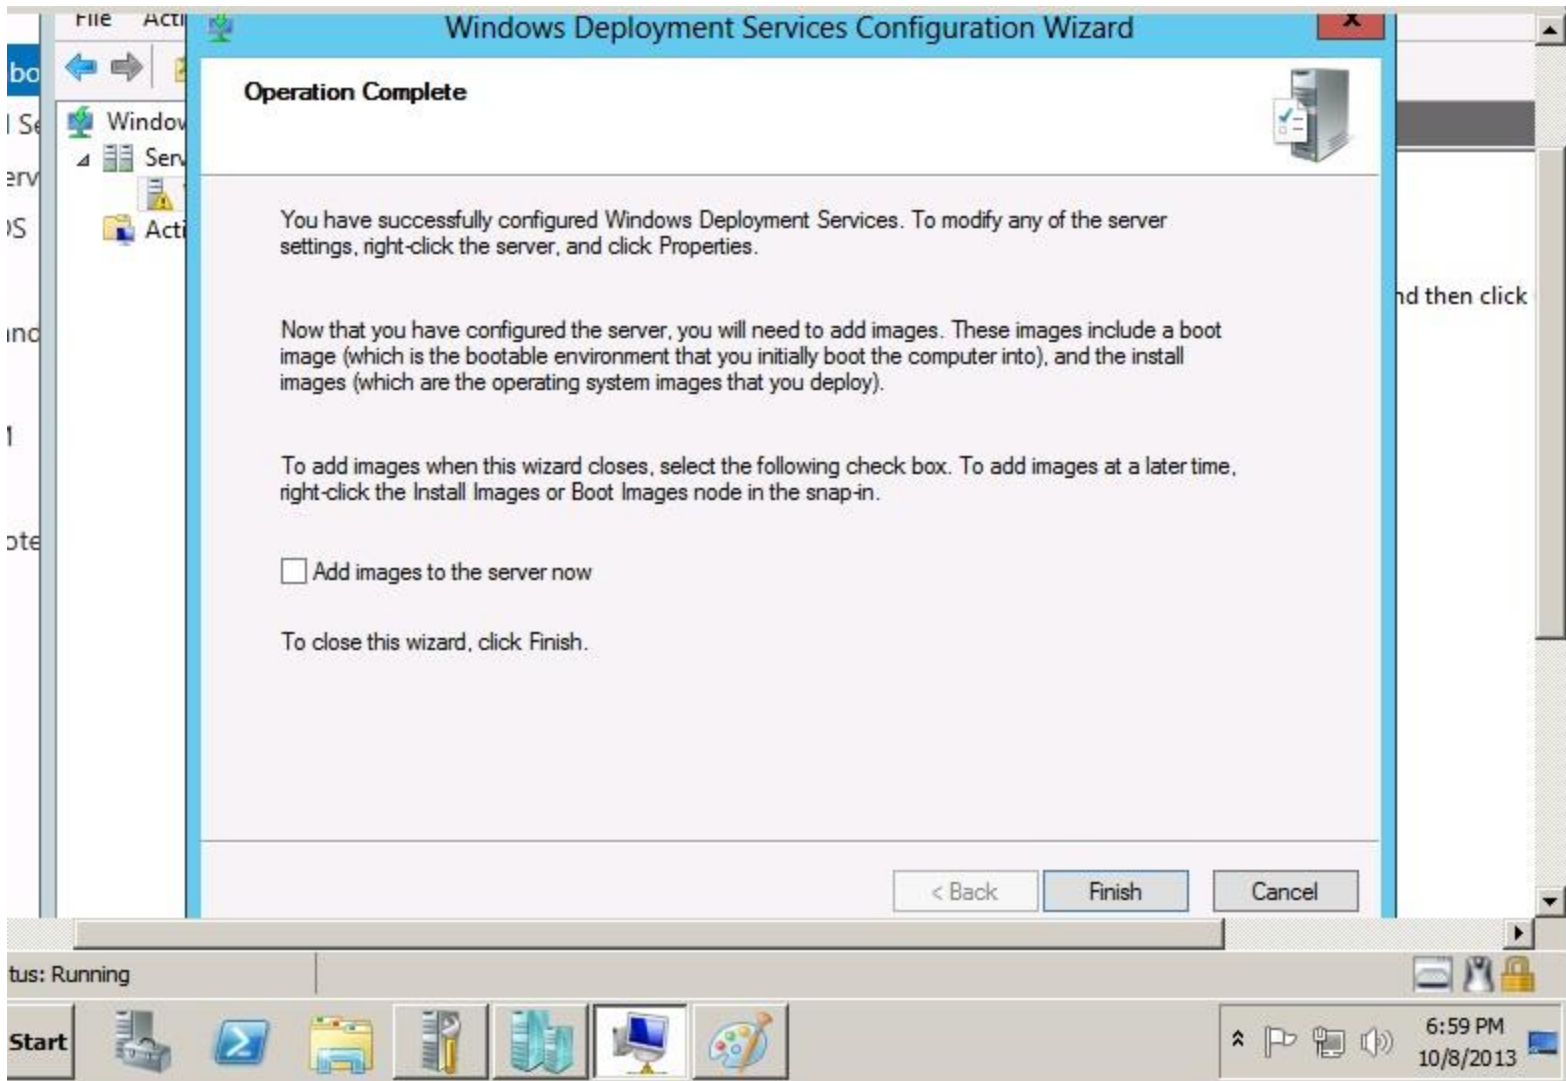 File Acti
Windows Deployment Services Configuration Wizard
x
bo
Operation Complete
l Se
Window
Serv
erv
OS
Acti
You have successfully configured Windows Deployment Services. To modify any of the server
settings, right-click the server, and click Properties.
nd then click
and
Now that you have configured the server, you will need to add images. These images include a boot
image (which is the bootable environment that you initially boot the computer into), and the install
images (which are the operating system images that you deploy).
To add images when this wizard closes, select the following check box. To add images at a later time,
right-click the Install Images or Boot Images node in the snap-in.
ote
Add images to the server now
To close this wizard, click Finish.
< Back Finish Cancel
tus: Running
Start
6:59 PM
10/8/2013